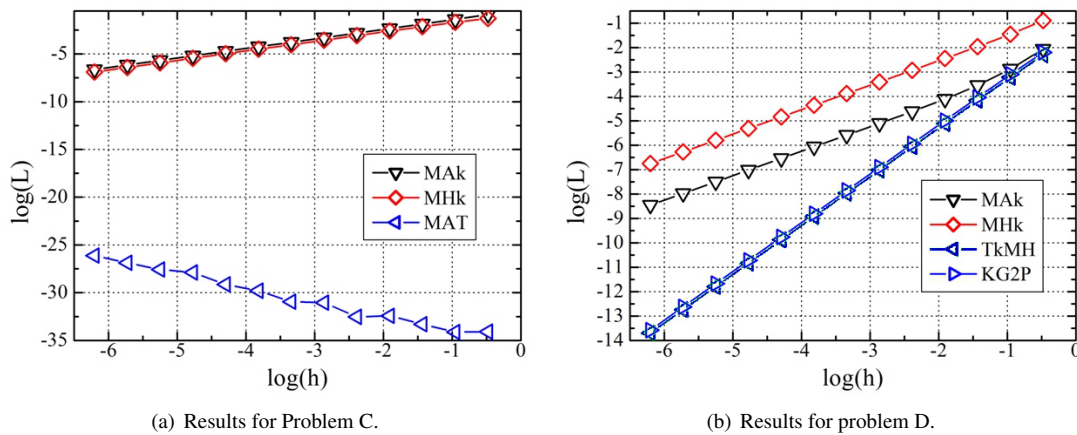 -5
-10
-15
-20
-25
-30
-35
-6
-5
-4
-3
-2
-1
0
log(L)
log(h)
MAk
MHk
MAT
(a) Results for Problem C.
-1
-2
-3
-4
-5
-6
-7
-8
-9
-10
-11
-12
-13
-14
-6
-5
-4
-3
-2
-1
0
log(L)
log(h)
MAk
MHk
TkMH
KG2P
(b) Results for problem D.